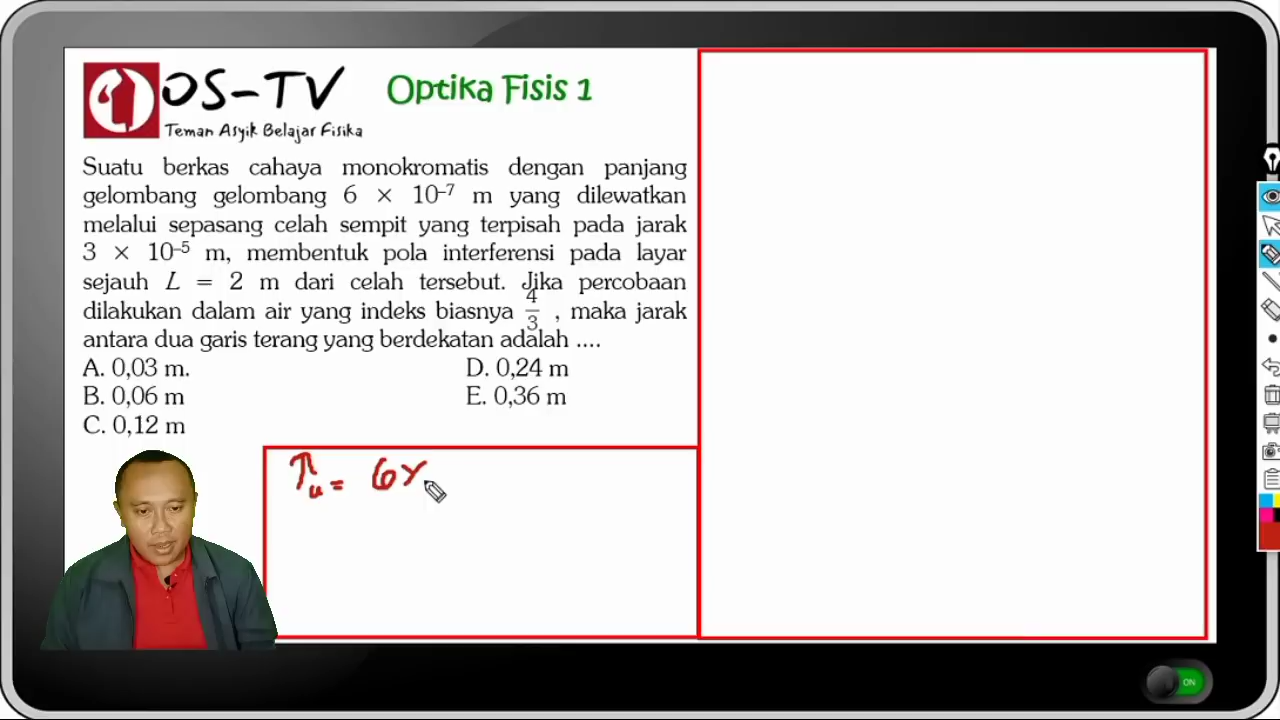 OS-TV
Teman Asyik Belajar Fisika
Optika Fisis 1
Suatu berkas cahaya monokromatis dengan panjang
gelombang gelombang 6 × 10⁻⁷ m yang dilewatkan
melalui sepasang celah sempit yang terpisah pada jarak
3 × 10⁻⁵ m, membentuk pola interferensi pada layar
sejauh L = 2 m dari celah tersebut. Jika percobaan
dilakukan dalam air yang indeks biasnya 4/3 , maka jarak
antara dua garis terang yang berdekatan adalah ....
A. 0,03 m.
B. 0,06 m
C. 0,12 m
D. 0,24 m
E. 0,36 m
λu = 6×
ON